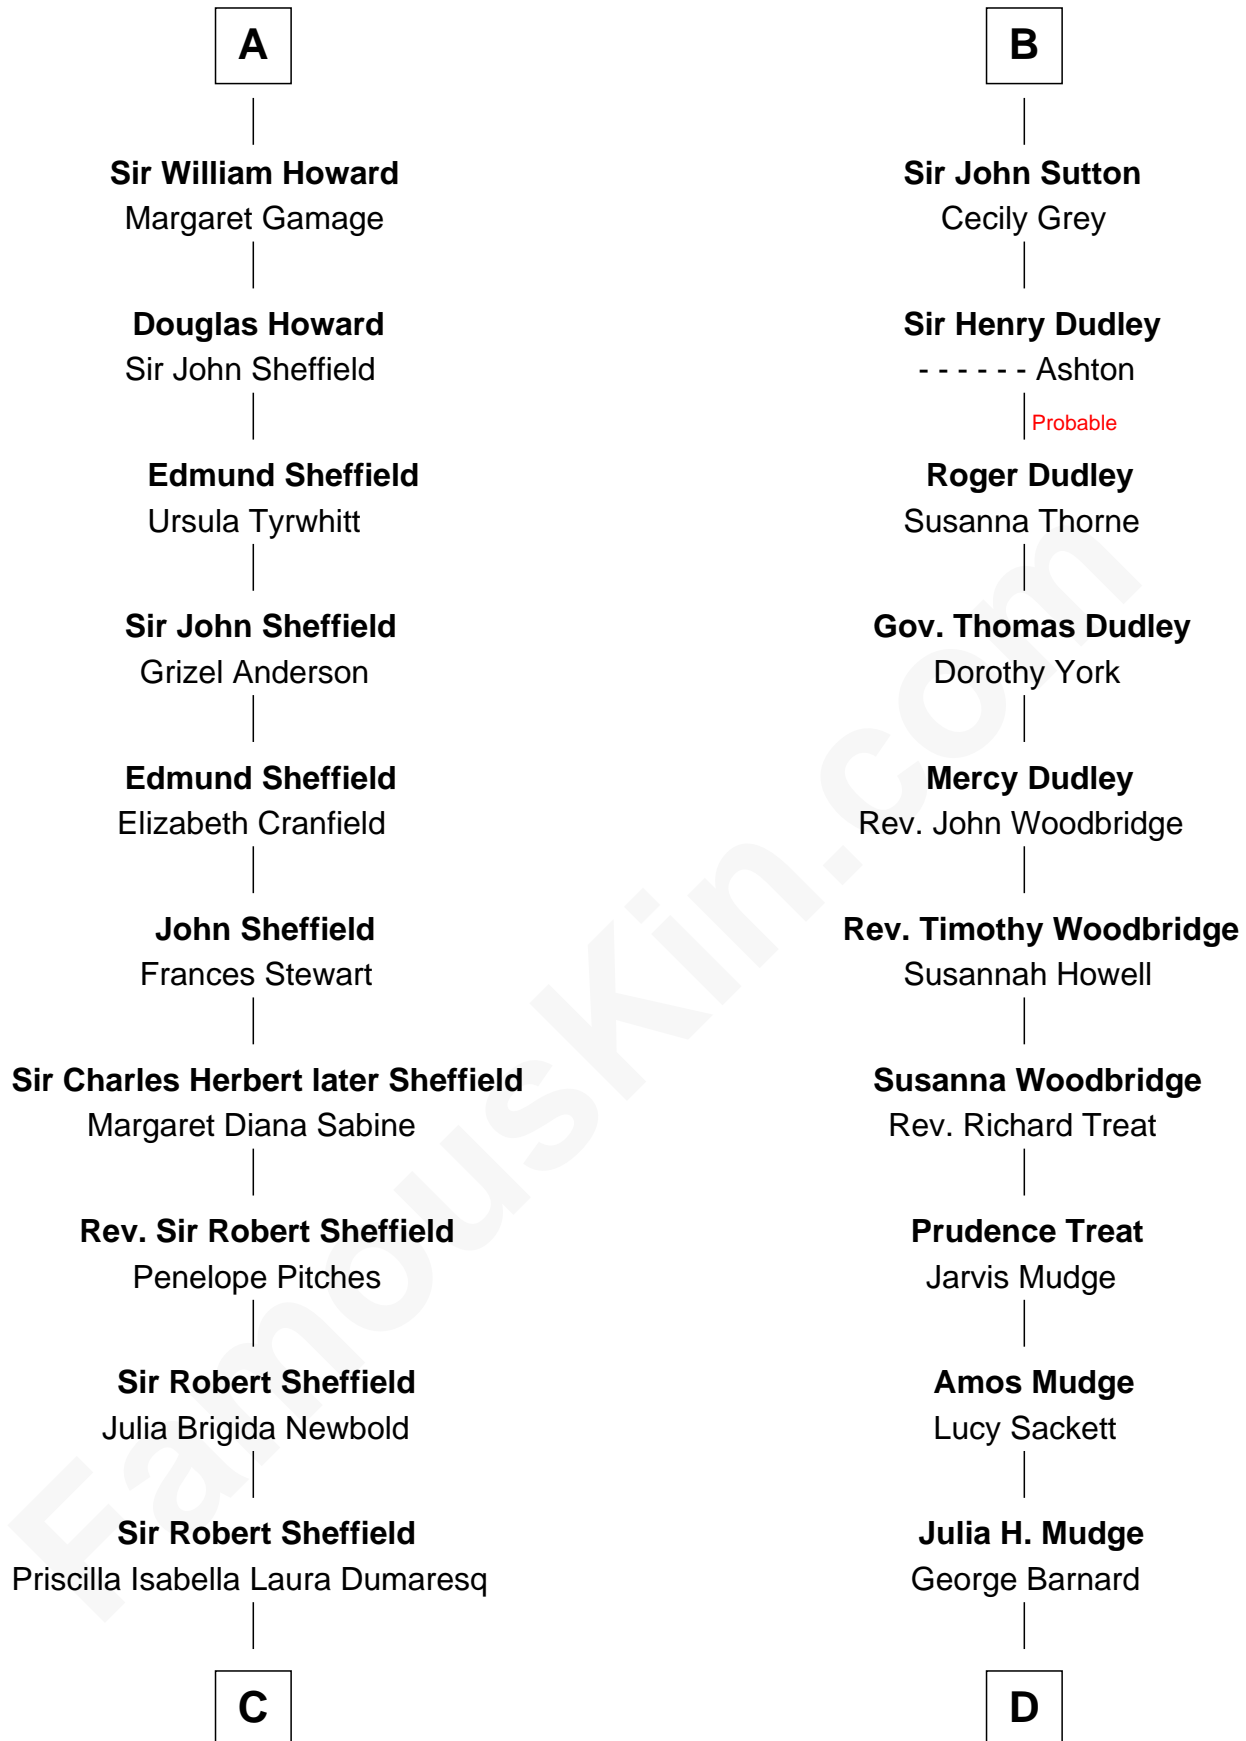 A
Sir William Howard
Margaret Gamage
Douglas Howard
Sir John Sheffield
Edmund Sheffield
Ursula Tyrwhitt
Sir John Sheffield
Grizel Anderson
Edmund Sheffield
Elizabeth Cranfield
John Sheffield
Frances Stewart
Sir Charles Herbert later Sheffield
Margaret Diana Sabine
Rev. Sir Robert Sheffield
Penelope Pitches
Sir Robert Sheffield
Julia Brigida Newbold
Sir Robert Sheffield
Priscilla Isabella Laura Dumaresq
C
B
Sir John Sutton
Cecily Grey
Sir Henry Dudley
- - - - - - Ashton
Probable
Roger Dudley
Susanna Thorne
Gov. Thomas Dudley
Dorothy York
Mercy Dudley
Rev. John Woodbridge
Rev. Timothy Woodbridge
Susannah Howell
Susanna Woodbridge
Rev. Richard Treat
Prudence Treat
Jarvis Mudge
Amos Mudge
Lucy Sackett
Julia H. Mudge
George Barnard
D
FamousKin.com